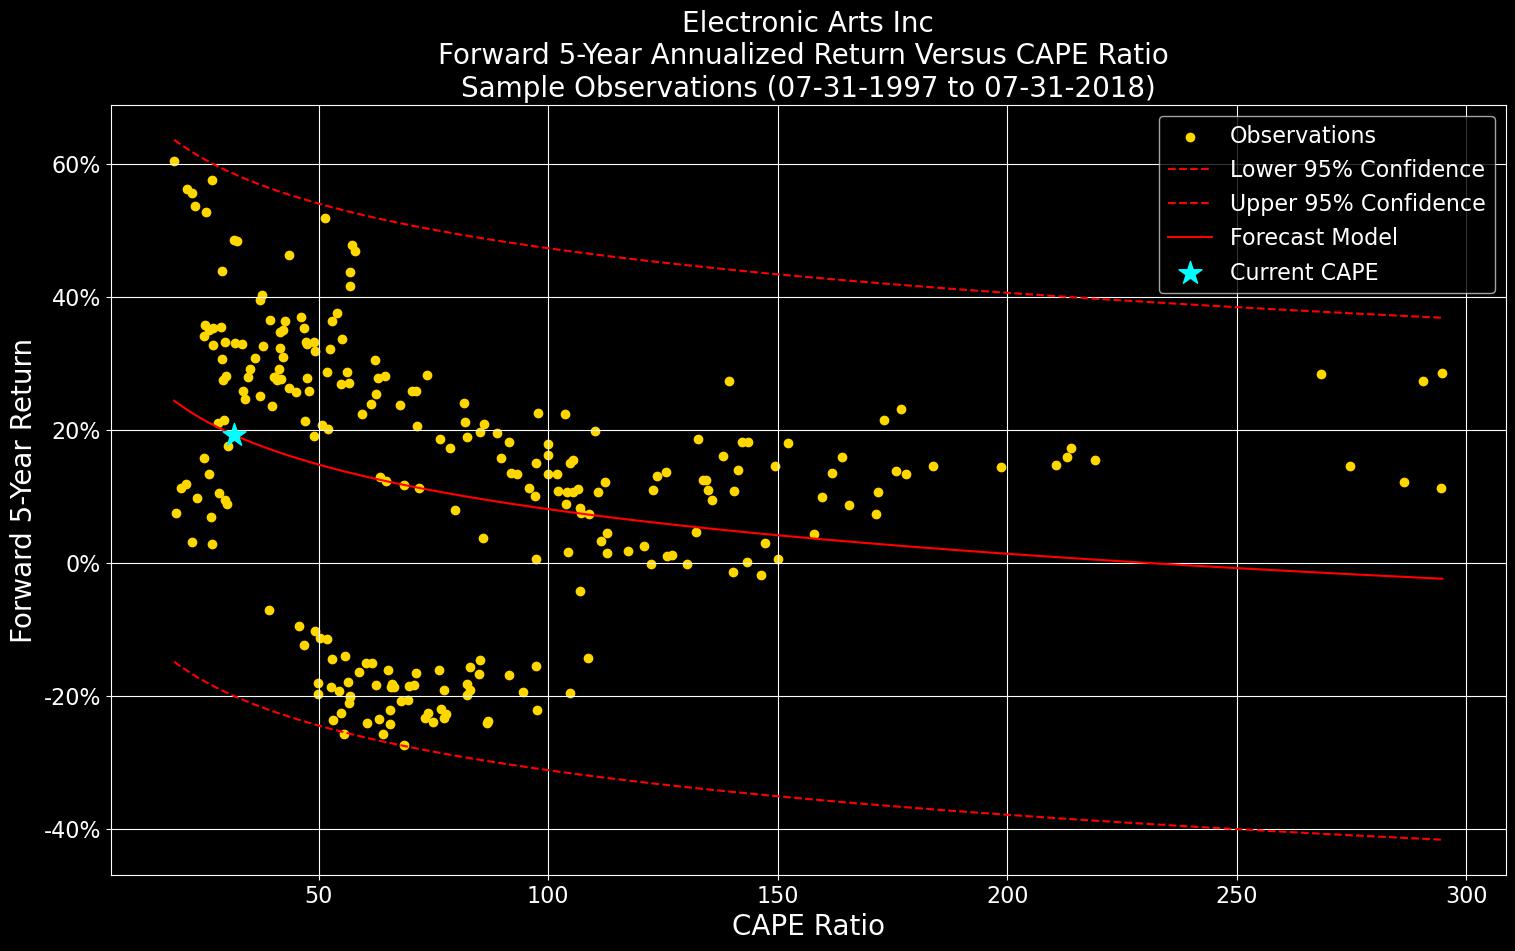 Electronic Arts Inc
Forward 5-Year Annualized Return Versus CAPE Ratio
Sample Observations (07-31-1997 to 07-31-2018)
Observations
Lower 95% Confidence
Upper 95% Confidence
Forecast Model
Current CAPE
Forward 5-Year Return
60%
40%
20%
0%
-20%
-40%
50 100 150 200 250 300
CAPE Ratio